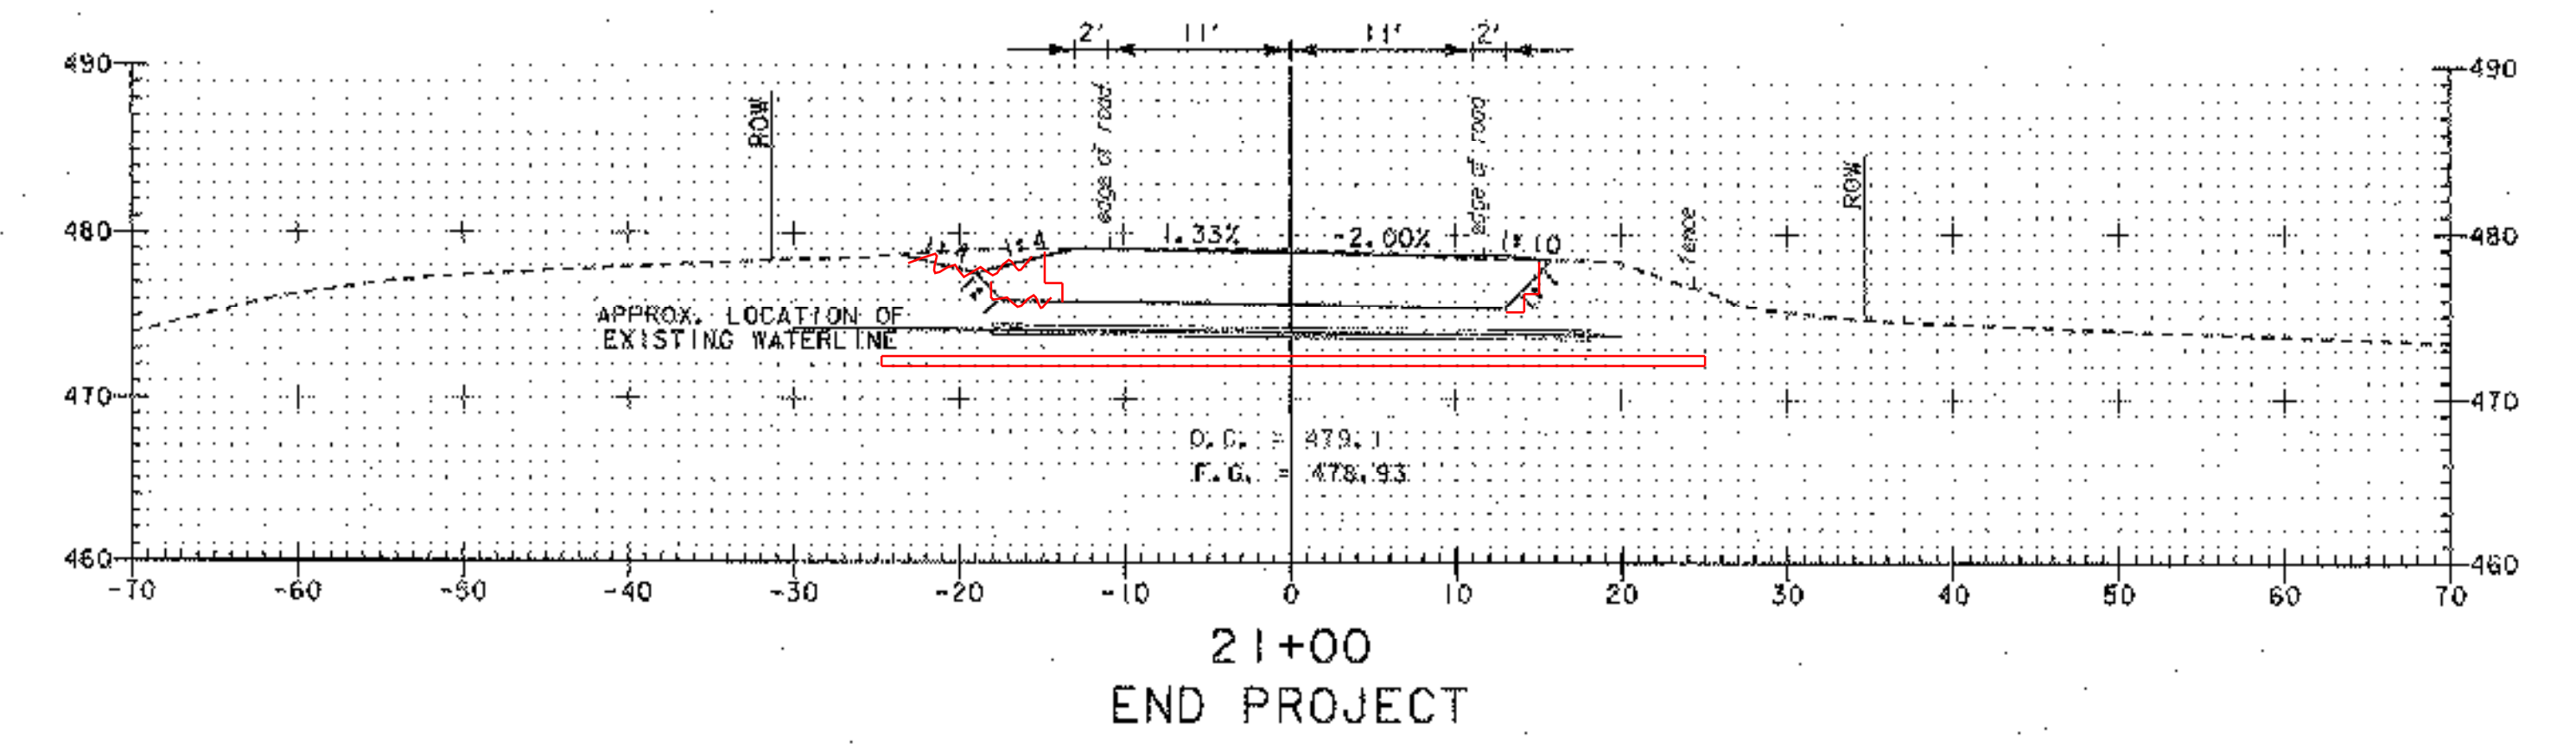 2' 11' 11' 2'
490 490
ROW edge of road edge of road ROW
fence
480 1.33% -2.00% 480
APPROX. LOCATION OF
EXISTING WATERLINE
470 470
O.G. = 479.1
F.G. = 478.93
460 460
-70 -60 -50 -40 -30 -20 -10 0 10 20 30 40 50 60 70
21+00
END PROJECT